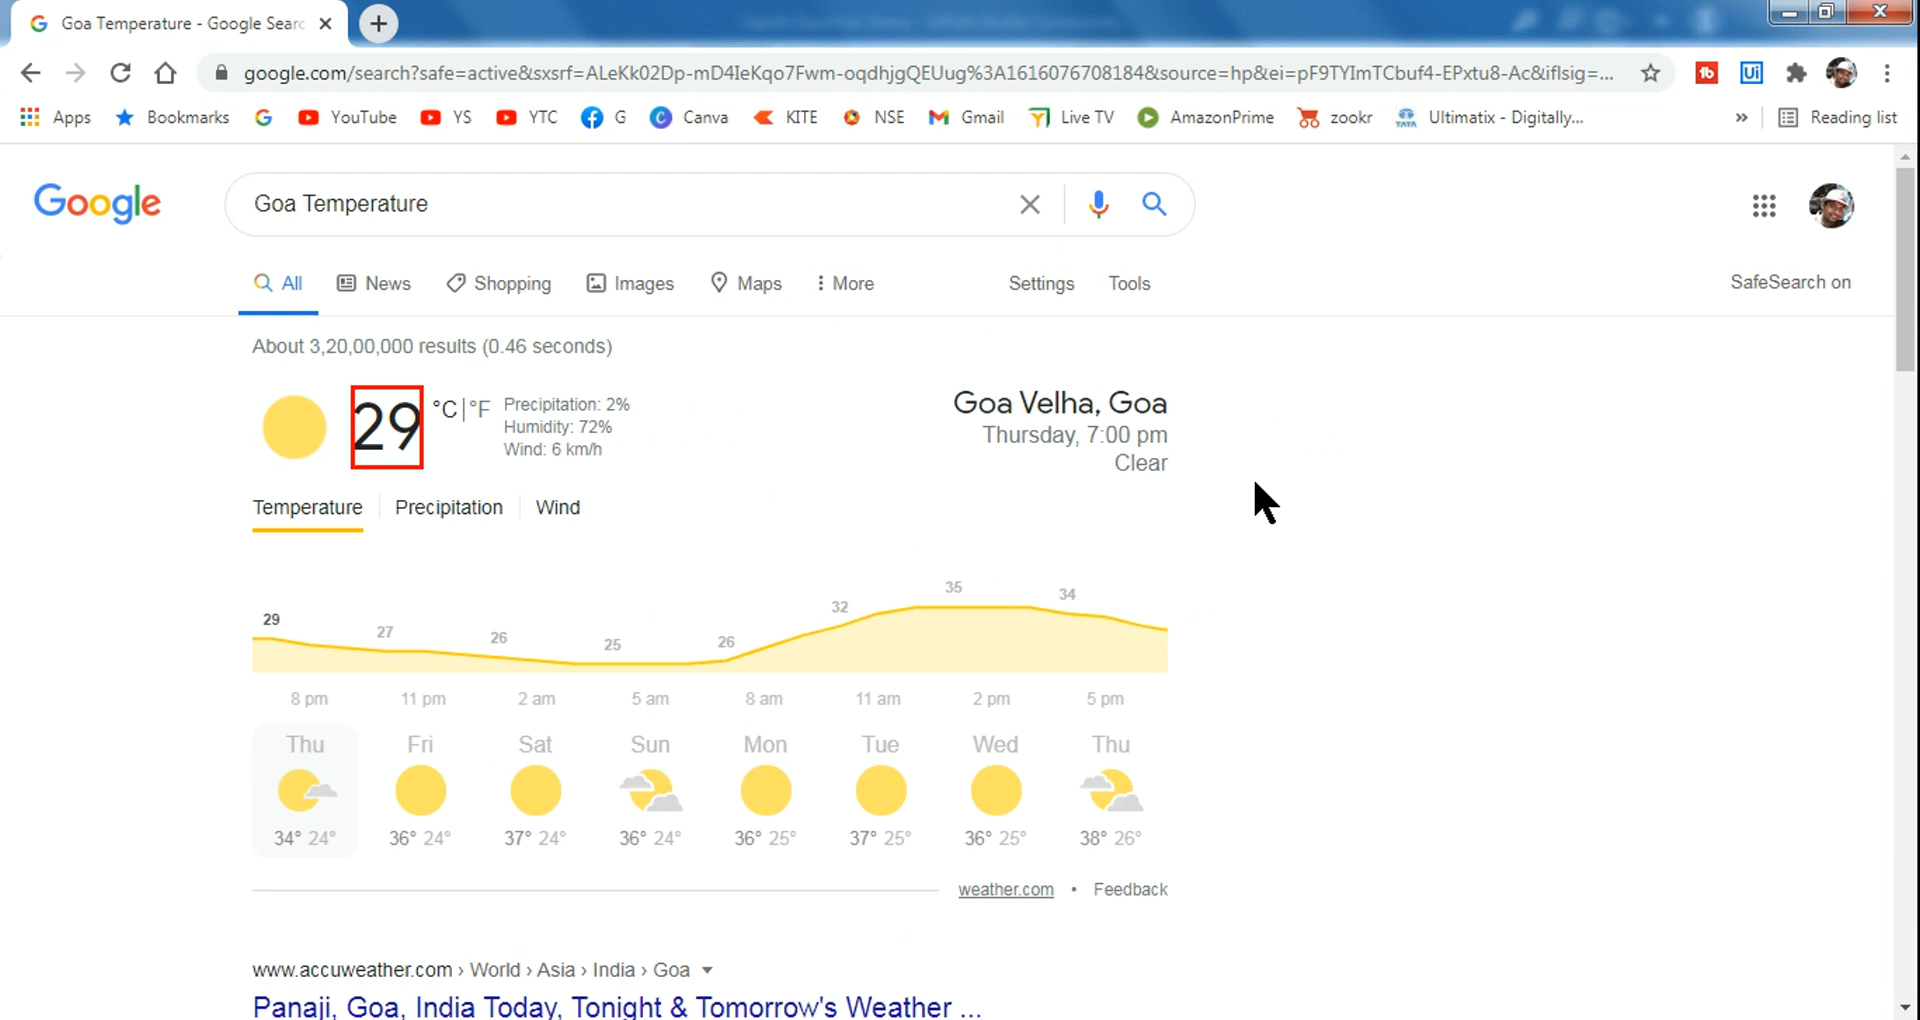 Goa Temperature - Google Searc
google.com/search?safe=active&sxsrf=ALeKk02Dp-mD4IeKqo7Fwm-oqdhjgQEUug%3A1616076708184&source=hp&ei=pF9TYImTCbuf4-EPxtu8-Ac&iflsig=...
tb
Ui
Apps
Bookmarks
YouTube
YS
YTC
G
Canva
KITE
NSE
Gmail
Live TV
AmazonPrime
zookr
TATA
Ultimatix - Digitally...
»
Reading list
Google
Goa Temperature
All
News
Shopping
Images
Maps
More
Settings
Tools
SafeSearch on
About 3,20,00,000 results (0.46 seconds)
29
°C|°F
Precipitation: 2%
Humidity: 72%
Wind: 6 km/h
Goa Velha, Goa
Thursday, 7:00 pm
Clear
Temperature
Precipitation
Wind
29 27 26 25 26 32 35 34
8 pm 11 pm 2 am 5 am 8 am 11 am 2 pm 5 pm
Thu Fri Sat Sun Mon Tue Wed Thu
34° 24° 36° 24° 37° 24° 36° 24° 36° 25° 37° 25° 36° 25° 38° 26°
weather.com • Feedback
www.accuweather.com › World › Asia › India › Goa
Panaji, Goa, India Today, Tonight & Tomorrow's Weather ...